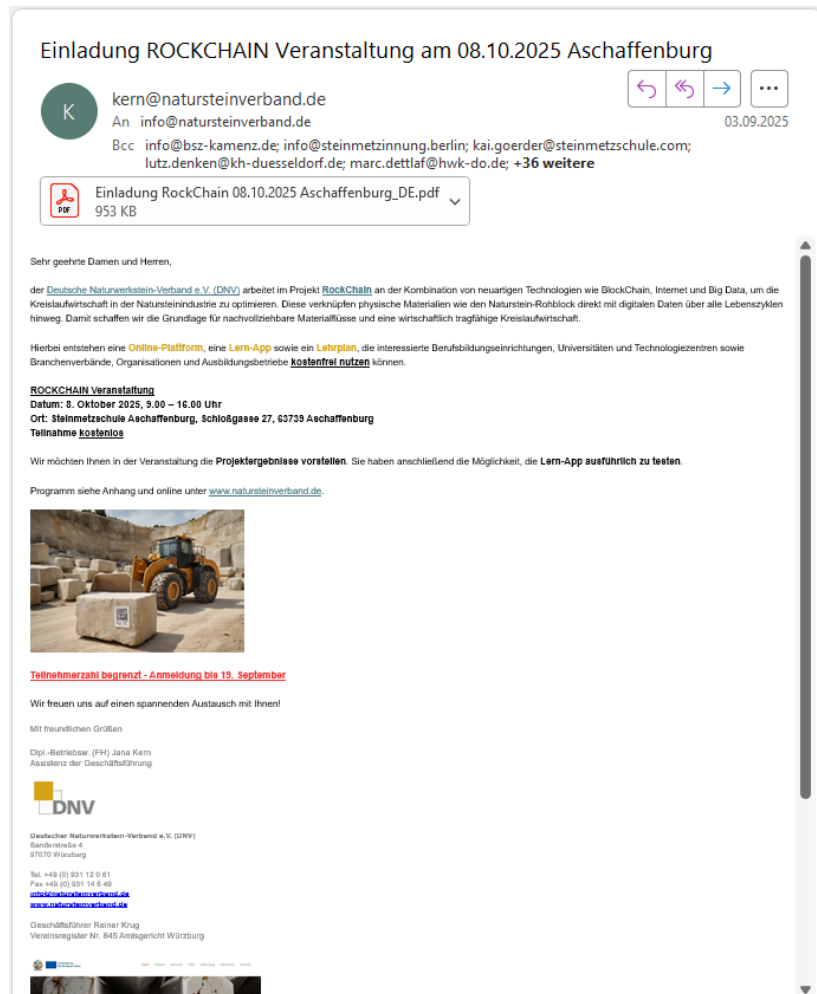 Einladung ROCKCHAIN Veranstaltung am 08.10.2025 Aschaffenburg
K
kern@natursteinverband.de
An info@natursteinverband.de
03.09.2025
Bcc info@bsz-kamenz.de; info@steinmetzinnung.berlin; kai.goerder@steinmetzschule.com;
lutz.denken@kh-duesseldorf.de; marc.dettlaf@hwk-do.de; +36 weitere
PDF
Einladung RockChain 08.10.2025 Aschaffenburg_DE.pdf
953 KB
Sehr geehrte Damen und Herren,
der Deutsche Naturwerkstein-Verband e.V. (DNV) arbeitet im Projekt RockChain an der Kombination von neuartigen Technologien wie BlockChain, Internet und Big Data, um die
Kreislaufwirtschaft in der Natursteinindustrie zu optimieren. Diese verknüpfen physische Materialien wie den Naturstein-Rohblock direkt mit digitalen Daten über alle Lebenszyklen
hinweg. Damit schaffen wir die Grundlage für nachvollziehbare Materialflüsse und eine wirtschaftlich tragfähige Kreislaufwirtschaft.
Hierbei entstehen eine Online-Plattform, eine Lern-App sowie ein Lehrplan, die interessierte Berufsbildungseinrichtungen, Universitäten und Technologiezentren sowie
Branchenverbände, Organisationen und Ausbildungsbetriebe kostenfrei nutzen können.
ROCKCHAIN Veranstaltung
Datum: 8. Oktober 2025, 9.00 – 16.00 Uhr
Ort: Steinmetzschule Aschaffenburg, Schloßgasse 27, 63739 Aschaffenburg
Teilnahme kostenlos
Wir möchten Ihnen in der Veranstaltung die Projektergebnisse vorstellen. Sie haben anschließend die Möglichkeit, die Lern-App ausführlich zu testen.
Programm siehe Anhang und online unter www.natursteinverband.de.
Teilnehmerzahl begrenzt - Anmeldung bis 19. September
Wir freuen uns auf einen spannenden Austausch mit Ihnen!
Mit freundlichen Grüßen
Dipl.-Betriebsw. (FH) Jana Kern
Assistenz der Geschäftsführung
DNV
Deutscher Naturwerkstein-Verband e.V. (DNV)
Sanderstraße 4
97070 Würzburg
Tel. +49 (0) 931 12 0 61
Fax +49 (0) 931 14 5 49
info@natursteinverband.de
www.natursteinverband.de
Geschäftsführer Reiner Krug
Vereinsregister Nr. 645 Amtsgericht Würzburg